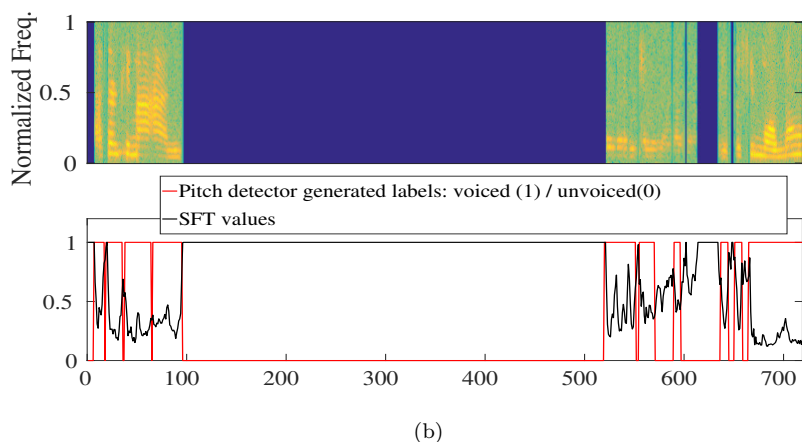 Normalized Freq.
1
0.5
0
Pitch detector generated labels: voiced (1) / unvoiced(0)
SFT values
1
0.5
0
0 100 200 300 400 500 600 700
(b)